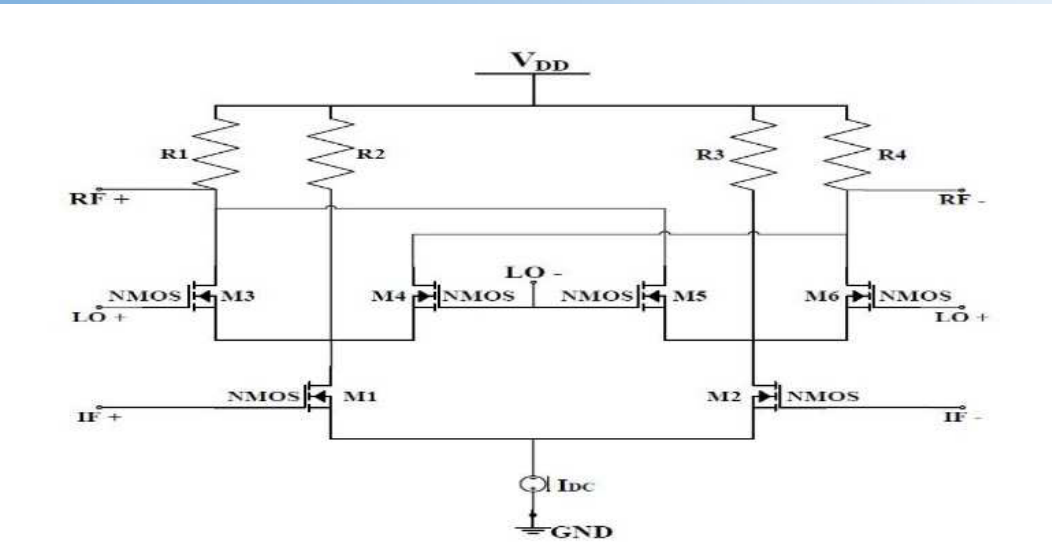 VDD
R1
R2
R3
R4
RF +
RF -
LO -
NMOS M3
M4 NMOS
NMOS M5
M6 NMOS
LO +
LO +
NMOS M1
M2 NMOS
IF +
IF -
IDC
GND